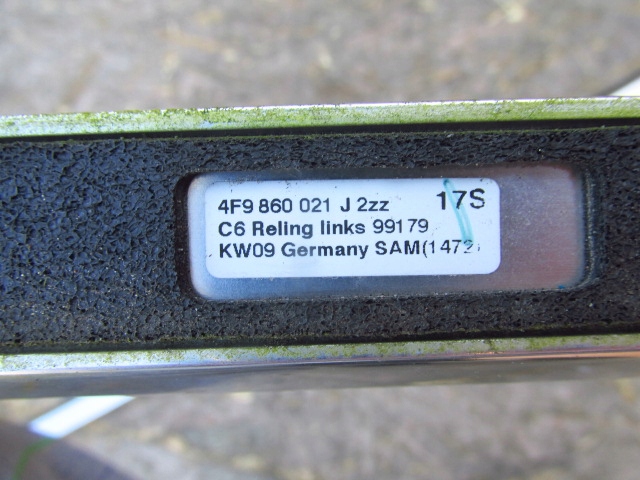 4F9 860 021 J 2zz 17S
C6 Reling links 99179
KW09 Germany SAM(1472)